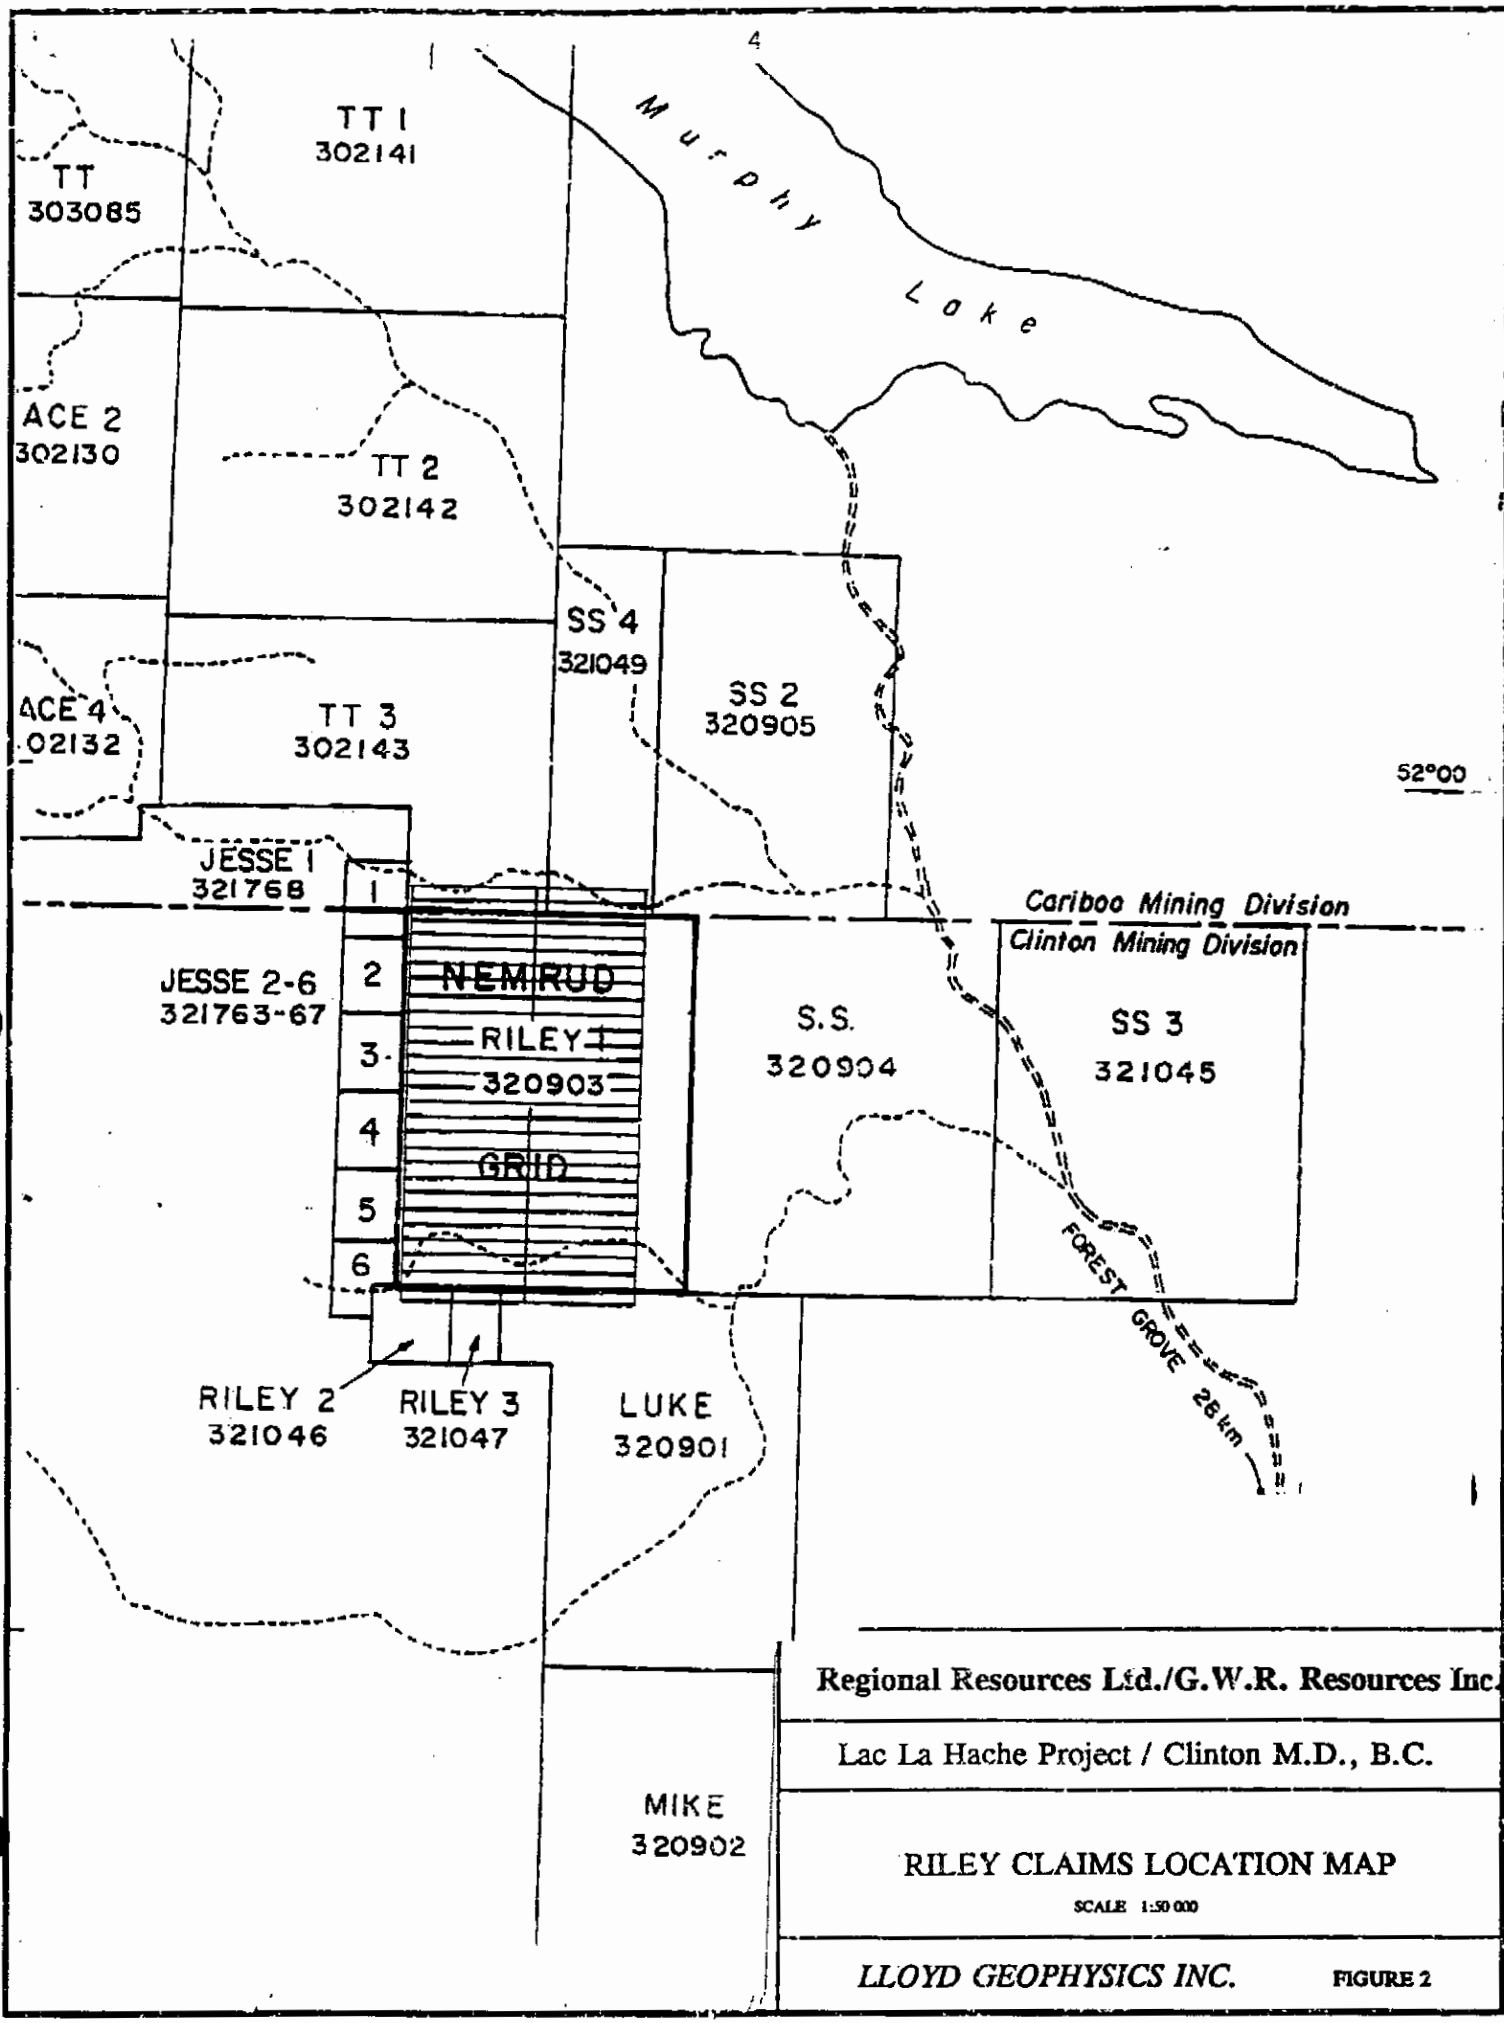 4
Murphy
Lake
TT 1
302141
TT
303085
ACE 2
302130
TT 2
302142
SS 4
321049
SS 2
320905
ACE 4
02132
TT 3
302143
52°00
JESSE 1
321768
1
Cariboo Mining Division
Clinton Mining Division
JESSE 2-6
321763-67
2
3
4
5
6
NEMRUD
RILEY 1
320903
GRID
S.S.
320904
SS 3
321045
FOREST GROVE 26 km
RILEY 2
321046
RILEY 3
321047
LUKE
320901
MIKE
320902
Regional Resources Ltd./G.W.R. Resources Inc.
Lac La Hache Project / Clinton M.D., B.C.
RILEY CLAIMS LOCATION MAP
SCALE 1:50 000
LLOYD GEOPHYSICS INC.
FIGURE 2